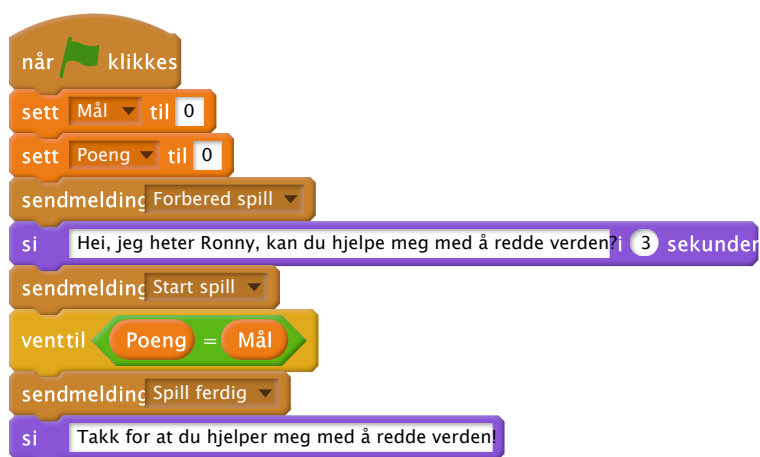 når klikkes
sett Mål til 0
sett Poeng til 0
sendmelding Forbered spill
si Hei, jeg heter Ronny, kan du hjelpe meg med å redde verden? i 3 sekunder
sendmelding Start spill
vent til Poeng = Mål
sendmelding Spill ferdig
si Takk for at du hjelper meg med å redde verden!